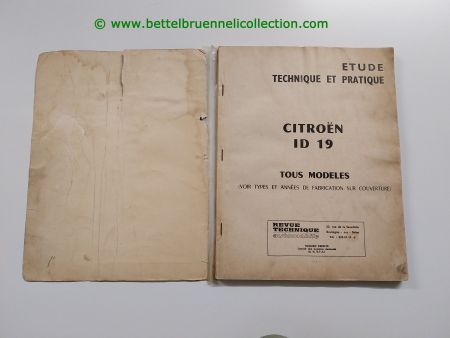 © www.bettelbruennelicollection.com
ETUDE
TECHNIQUE ET PRATIQUE
CITROËN
ID 19
TOUS MODELES
(VOIR TYPES ET ANNÉES DE FABRICATION SUR COUVERTURE)
REVUE
TECHNIQUE
automobile